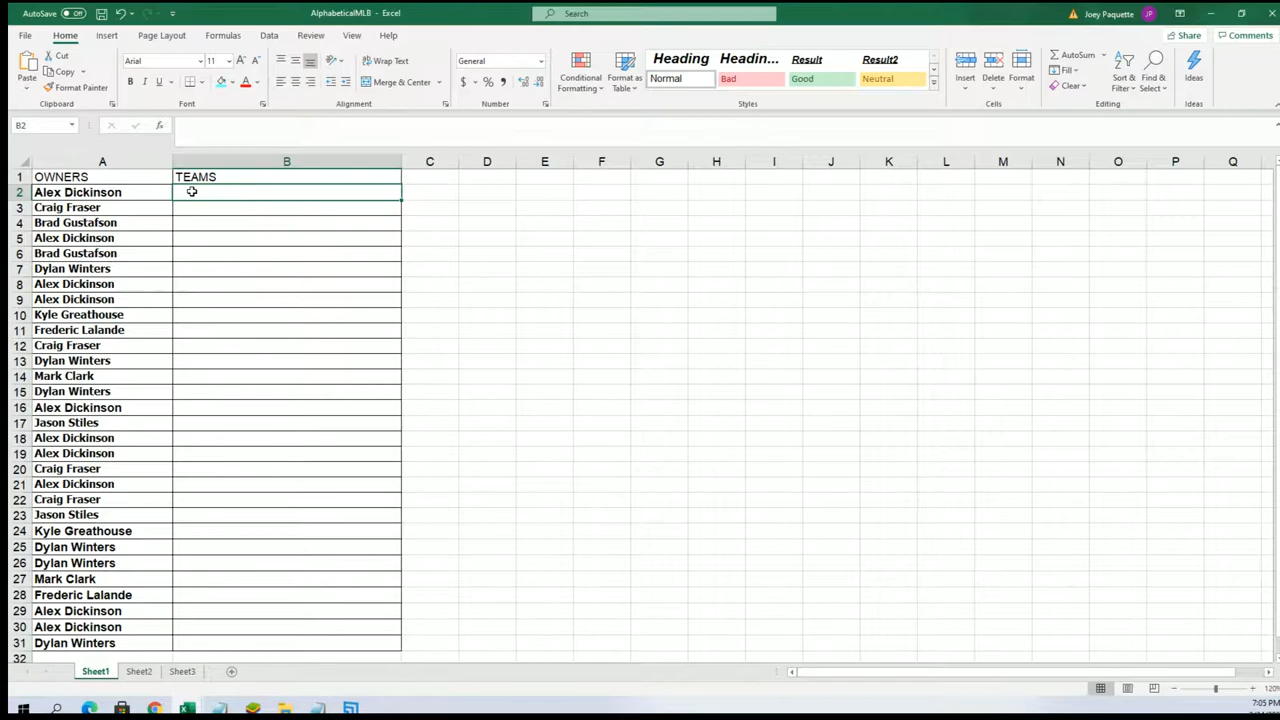 AutoSave Off AlphabeticalMLB - Excel Search Joey Paquette JP
File Home Insert Page Layout Formulas Data Review View Help Share Comments
Paste Cut Copy Format Painter Clipboard
Arial 11 A A B I U A Font
Wrap Text Merge & Center Alignment
General $ % Number
Conditional Formatting Format as Table
Heading Headin... Result Result2
Normal Bad Good Neutral
Styles
Insert Delete Format Cells
AutoSum Fill Clear Sort & Filter Find & Select Editing
Ideas Ideas
B2 fx
A B C D E F G H I J K L M N O P Q
1 OWNERS TEAMS
2 Alex Dickinson
3 Craig Fraser
4 Brad Gustafson
5 Alex Dickinson
6 Brad Gustafson
7 Dylan Winters
8 Alex Dickinson
9 Alex Dickinson
10 Kyle Greathouse
11 Frederic Lalande
12 Craig Fraser
13 Dylan Winters
14 Mark Clark
15 Dylan Winters
16 Alex Dickinson
17 Jason Stiles
18 Alex Dickinson
19 Alex Dickinson
20 Craig Fraser
21 Alex Dickinson
22 Craig Fraser
23 Jason Stiles
24 Kyle Greathouse
25 Dylan Winters
26 Dylan Winters
27 Mark Clark
28 Frederic Lalande
29 Alex Dickinson
30 Alex Dickinson
31 Dylan Winters
32
Sheet1 Sheet2 Sheet3
120%
7:05 PM